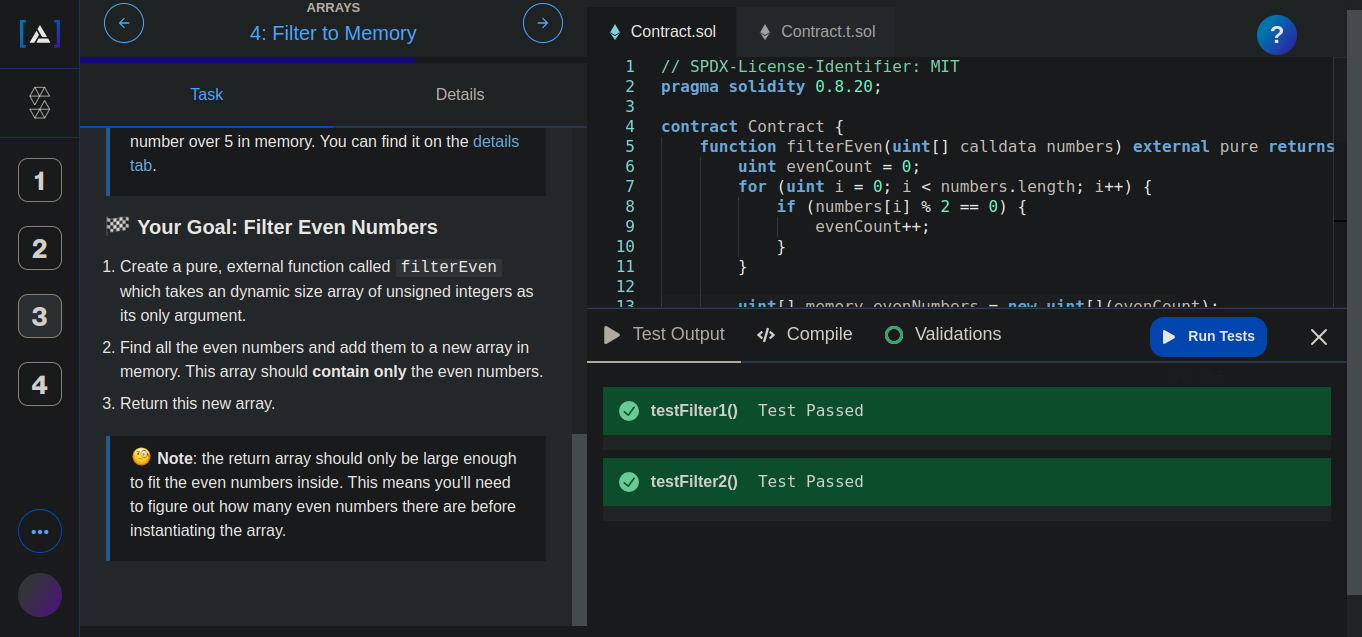 ARRAYS
4: Filter to Memory
Task
Details
number over 5 in memory. You can find it on the details
tab.
Your Goal: Filter Even Numbers
1. Create a pure, external function called filterEven
which takes an dynamic size array of unsigned integers as
its only argument.
2. Find all the even numbers and add them to a new array in
memory. This array should contain only the even numbers.
3. Return this new array.
Note: the return array should only be large enough
to fit the even numbers inside. This means you'll need
to figure out how many even numbers there are before
instantiating the array.
1
2
3
4
Contract.sol
Contract.t.sol
?
1 // SPDX-License-Identifier: MIT
2 pragma solidity 0.8.20;
3
4 contract Contract {
5 function filterEven(uint[] calldata numbers) external pure returns
6 uint evenCount = 0;
7 for (uint i = 0; i < numbers.length; i++) {
8 if (numbers[i] % 2 == 0) {
9 evenCount++;
10 }
11 }
12
13 uint[] memory evenNumbers = new uint[](evenCount);
Test Output
</> Compile
Validations
Run Tests
testFilter1() Test Passed
testFilter2() Test Passed